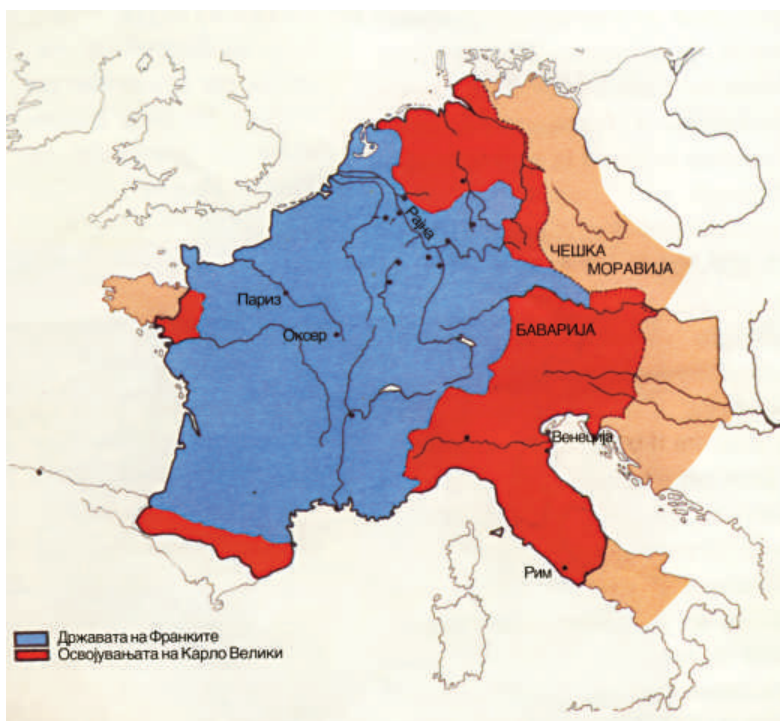 Рајна
ЧЕШКА
МОРАВИЈА
Париз
Оксер
БАВАРИЈА
Венеција
Рим
Државата на Франките
Освојувањата на Карло Велики